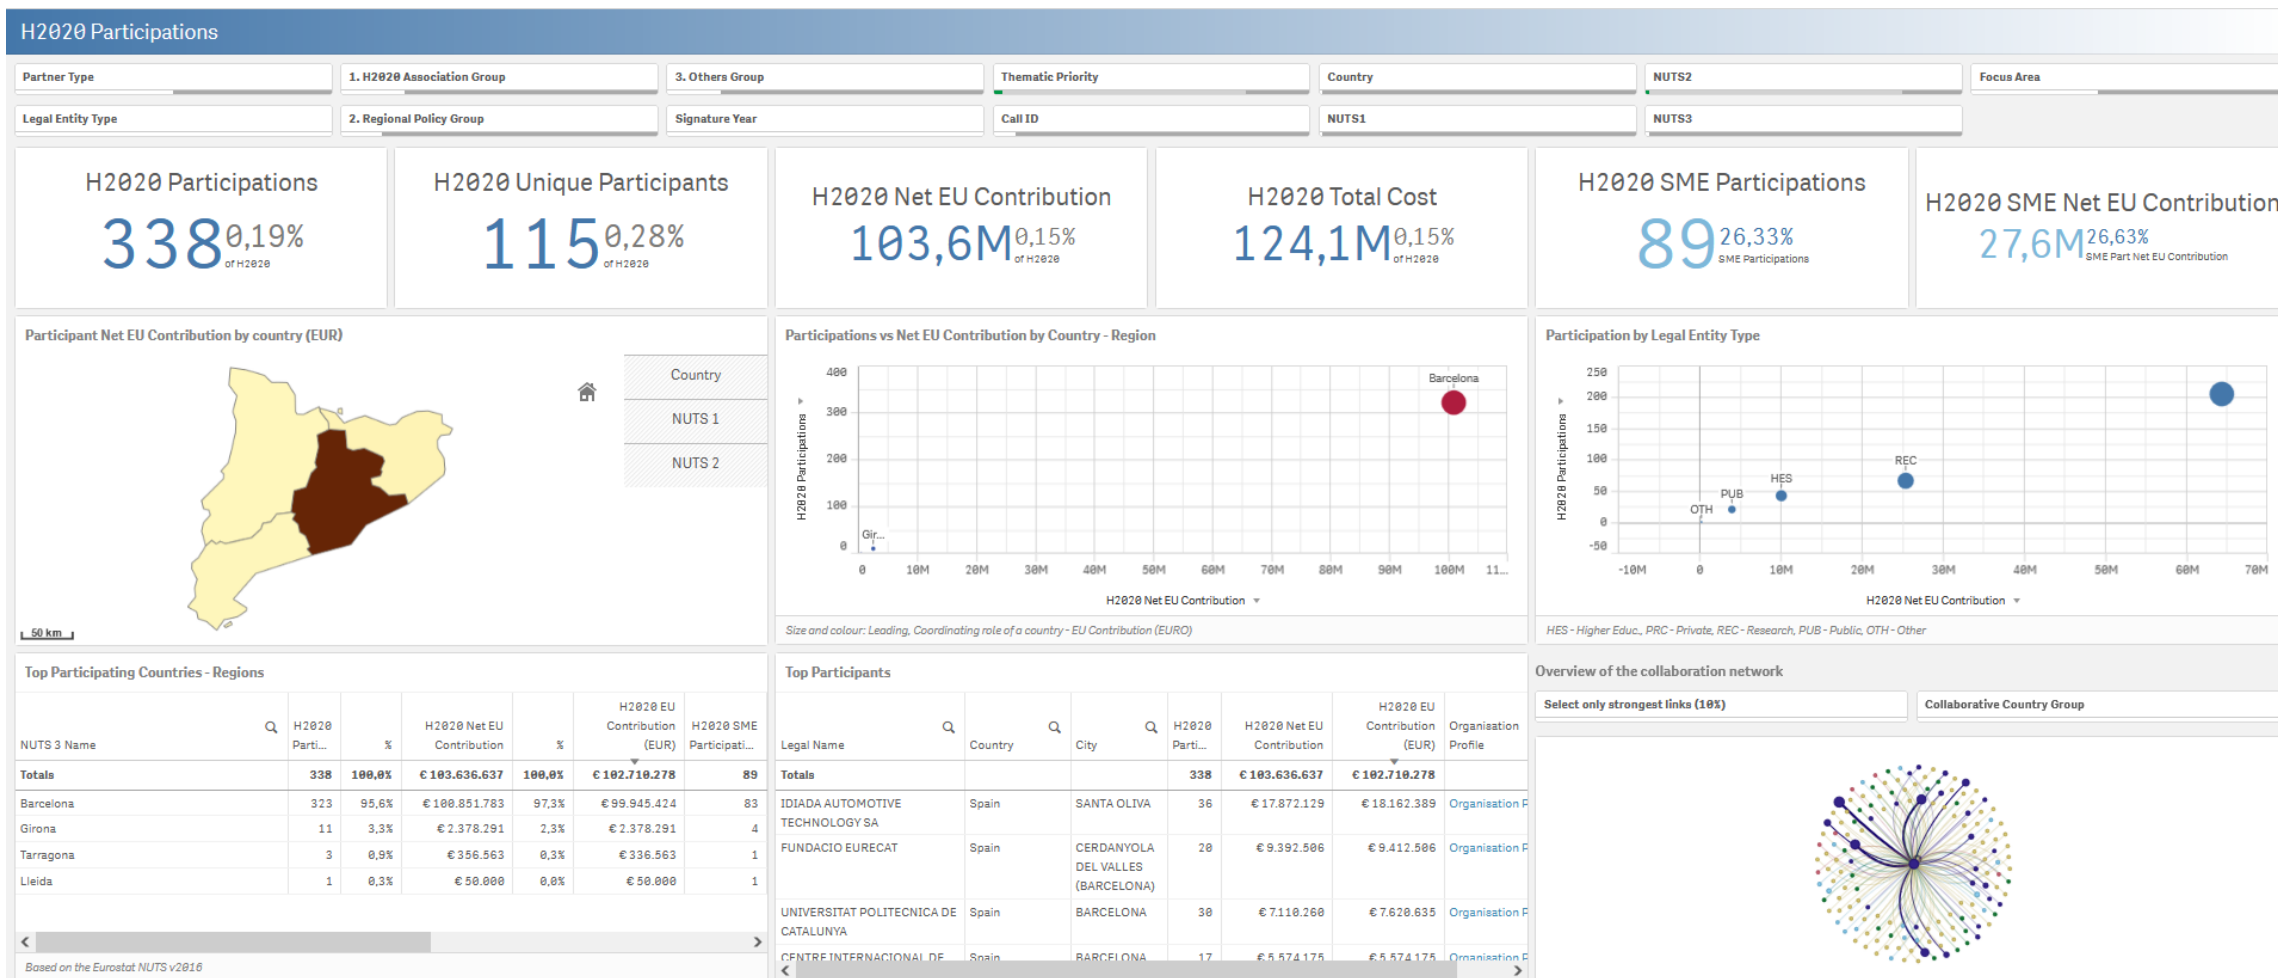 H2020 Participations
Partner Type
1. H2020 Association Group
3. Others Group
Thematic Priority
Country
NUTS2
Focus Area
Legal Entity Type
2. Regional Policy Group
Signature Year
Call ID
NUTS1
NUTS3
H2020 Participations
338 0,19%
of H2020
H2020 Unique Participants
115 0,28%
of H2020
H2020 Net EU Contribution
103,6M 0,15%
of H2020
H2020 Total Cost
124,1M 0,15%
of H2020
H2020 SME Participations
89 26,33%
SME Participations
H2020 SME Net EU Contribution
27,6M 26,63%
SME Part Net EU Contribution
Participant Net EU Contribution by country (EUR)
Country
NUTS 1
NUTS 2
50 km
Participations vs Net EU Contribution by Country - Region
H2020 Participations
400
300
200
100
0
Barcelona
Gir...
0 10M 20M 30M 40M 50M 60M 70M 80M 90M 100M 11...
H2020 Net EU Contribution
Size and colour: Leading, Coordinating role of a country - EU Contribution (EURO)
Participation by Legal Entity Type
H2020 Participations
250
200
150
100
50
0
-50
REC
HES
PUB
OTH
-10M 0 10M 20M 30M 40M 50M 60M 70M
H2020 Net EU Contribution
HES - Higher Educ., PRC - Private, REC - Research, PUB - Public, OTH - Other
Top Participating Countries - Regions
NUTS 3 Name H2020 Parti... % H2020 Net EU Contribution % H2020 EU Contribution (EUR) H2020 SME Participati...
Totals 338 100,0% € 103.636.637 100,0% € 102.710.278 89
Barcelona 323 95,6% € 100.851.783 97,3% € 99.945.424 83
Girona 11 3,3% € 2.378.291 2,3% € 2.378.291 4
Tarragona 3 0,9% € 356.563 0,3% € 336.563 1
Lleida 1 0,3% € 50.000 0,0% € 50.000 1
Based on the Eurostat NUTS v2016
Top Participants
Legal Name Country City H2020 Parti... H2020 Net EU Contribution H2020 EU Contribution (EUR) Organisation Profile
Totals 338 € 103.636.637 € 102.710.278
IDIADA AUTOMOTIVE Spain SANTA OLIVA 36 € 17.872.129 € 18.162.389 Organisation P
TECHNOLOGY SA
FUNDACIO EURECAT Spain CERDANYOLA 20 € 9.392.506 € 9.412.506 Organisation P
DEL VALLES
(BARCELONA)
UNIVERSITAT POLITECNICA DE Spain BARCELONA 30 € 7.110.260 € 7.620.635 Organisation P
CATALUNYA
CENTRE INTERNACIONAL DE Spain BARCELONA 17 € 5.574.175 € 5.574.175 Organisation P
Overview of the collaboration network
Select only strongest links (10%)
Collaborative Country Group